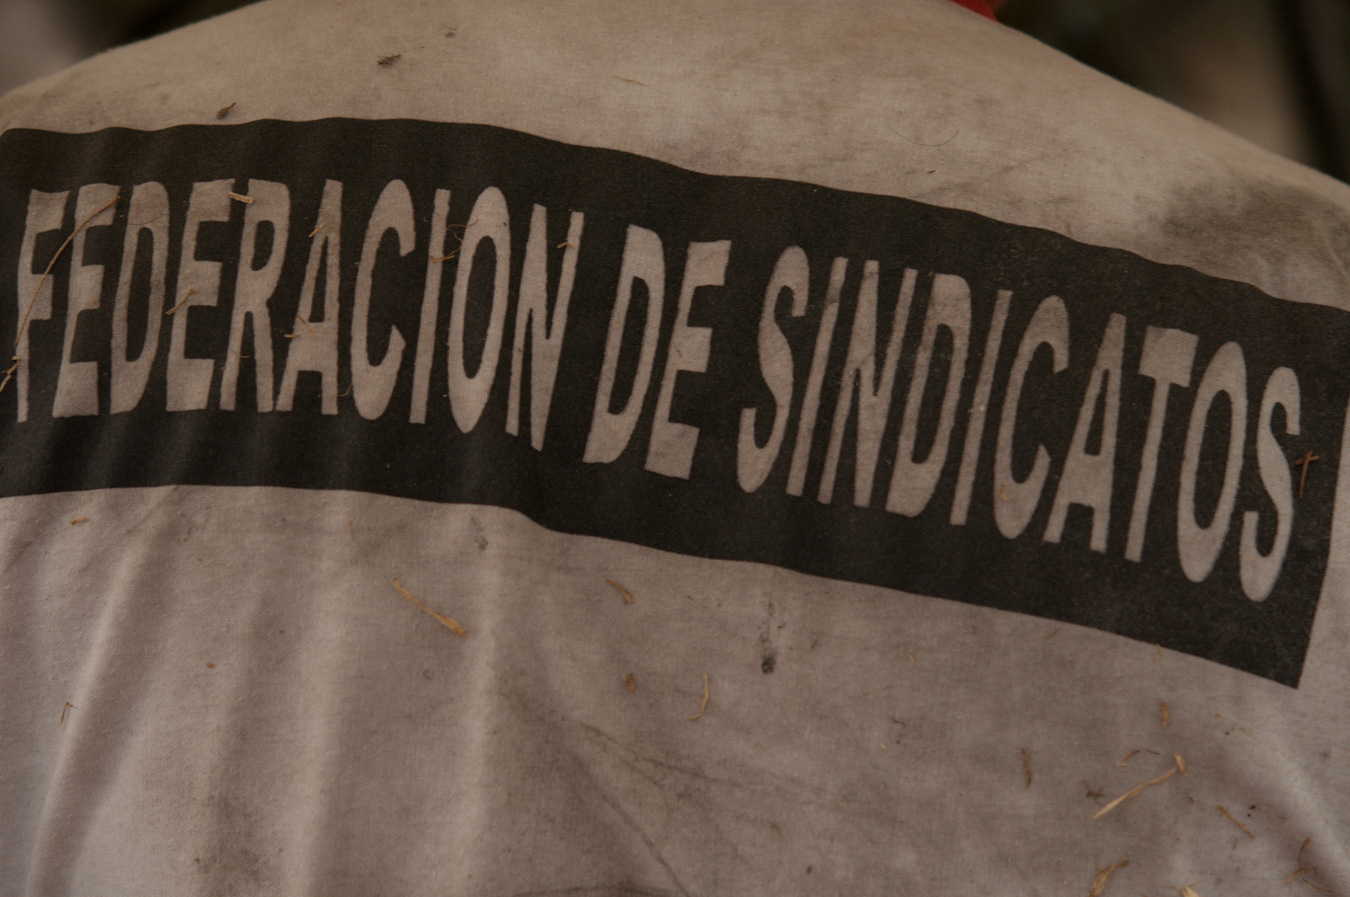 FEDERACION DE SINDICATOS